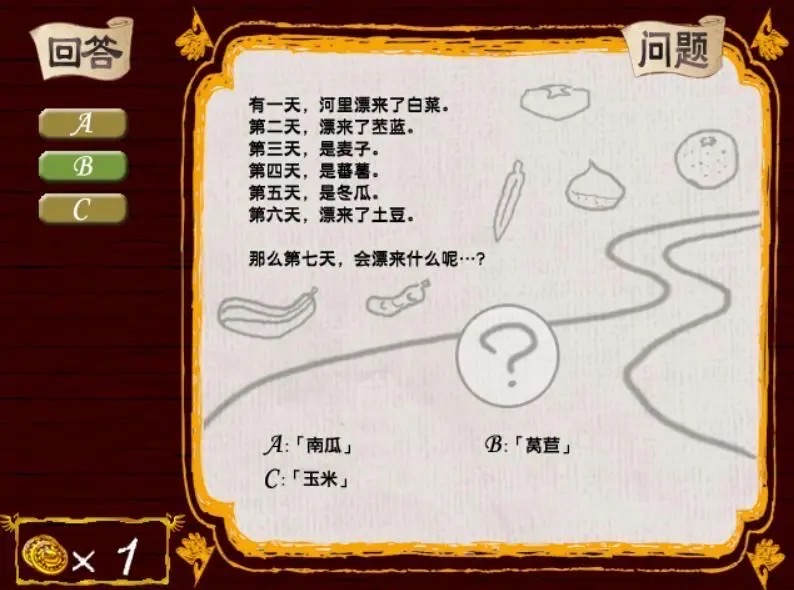 回答
问题
A
B
C
有一天，河里漂来了白菜。
第二天，漂来了苤蓝。
第三天，是麦子。
第四天，是蕃薯。
第五天，是冬瓜。
第六天，漂来了土豆。
那么第七天，会漂来什么呢…?
A:「南瓜」
B:「莴苣」
C:「玉米」
× 1